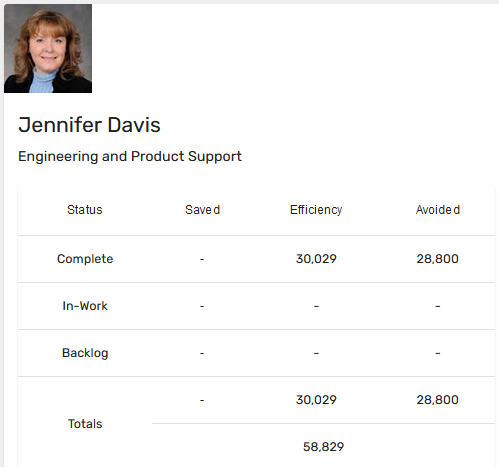 Jennifer Davis
Engineering and Product Support
Status Saved Efficiency Avoided
Complete - 30,029 28,800
In-Work - - -
Backlog - - -
- 30,029 28,800
Totals
58,829